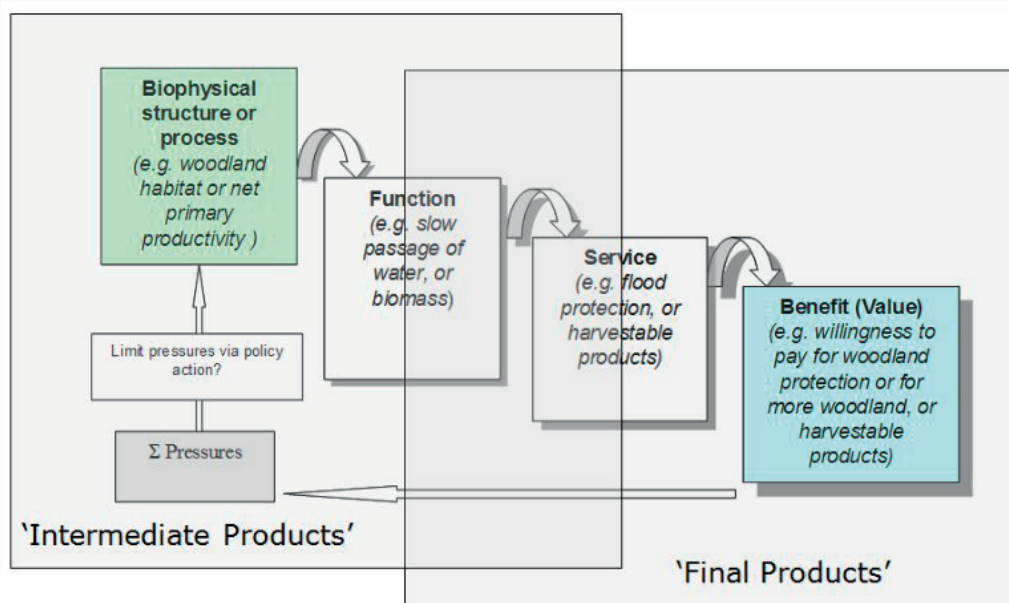 Biophysical
structure or
process
(e.g. woodland
habitat or net
primary
productivity )
Function
(e.g. slow
passage of
water, or
biomass)
Service
(e.g. flood
protection, or
harvestable
products)
Benefit (Value)
(e.g. willingness to
pay for woodland
protection or for
more woodland, or
harvestable
products)
Limit pressures via policy
action?
Σ Pressures
‘Intermediate Products’
‘Final Products’